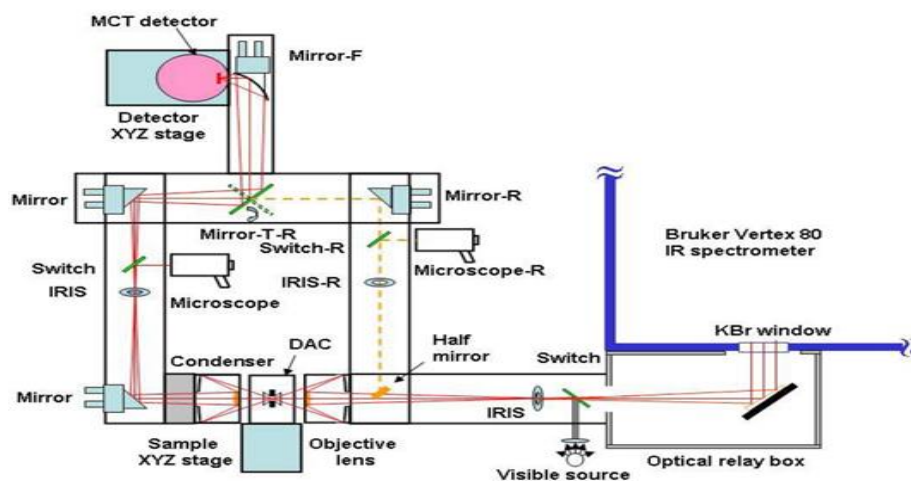 MCT detector
Mirror-F
Detector
XYZ stage
Mirror
Mirror-R
Mirror-T-R
Switch-R
Bruker Vertex 80
IR spectrometer
Switch
Microscope-R
IRIS
IRIS-R
Microscope
KBr window
DAC
Half
mirror
Condenser
Switch
Mirror
IRIS
Sample
XYZ stage
Objective
lens
Visible source
Optical relay box